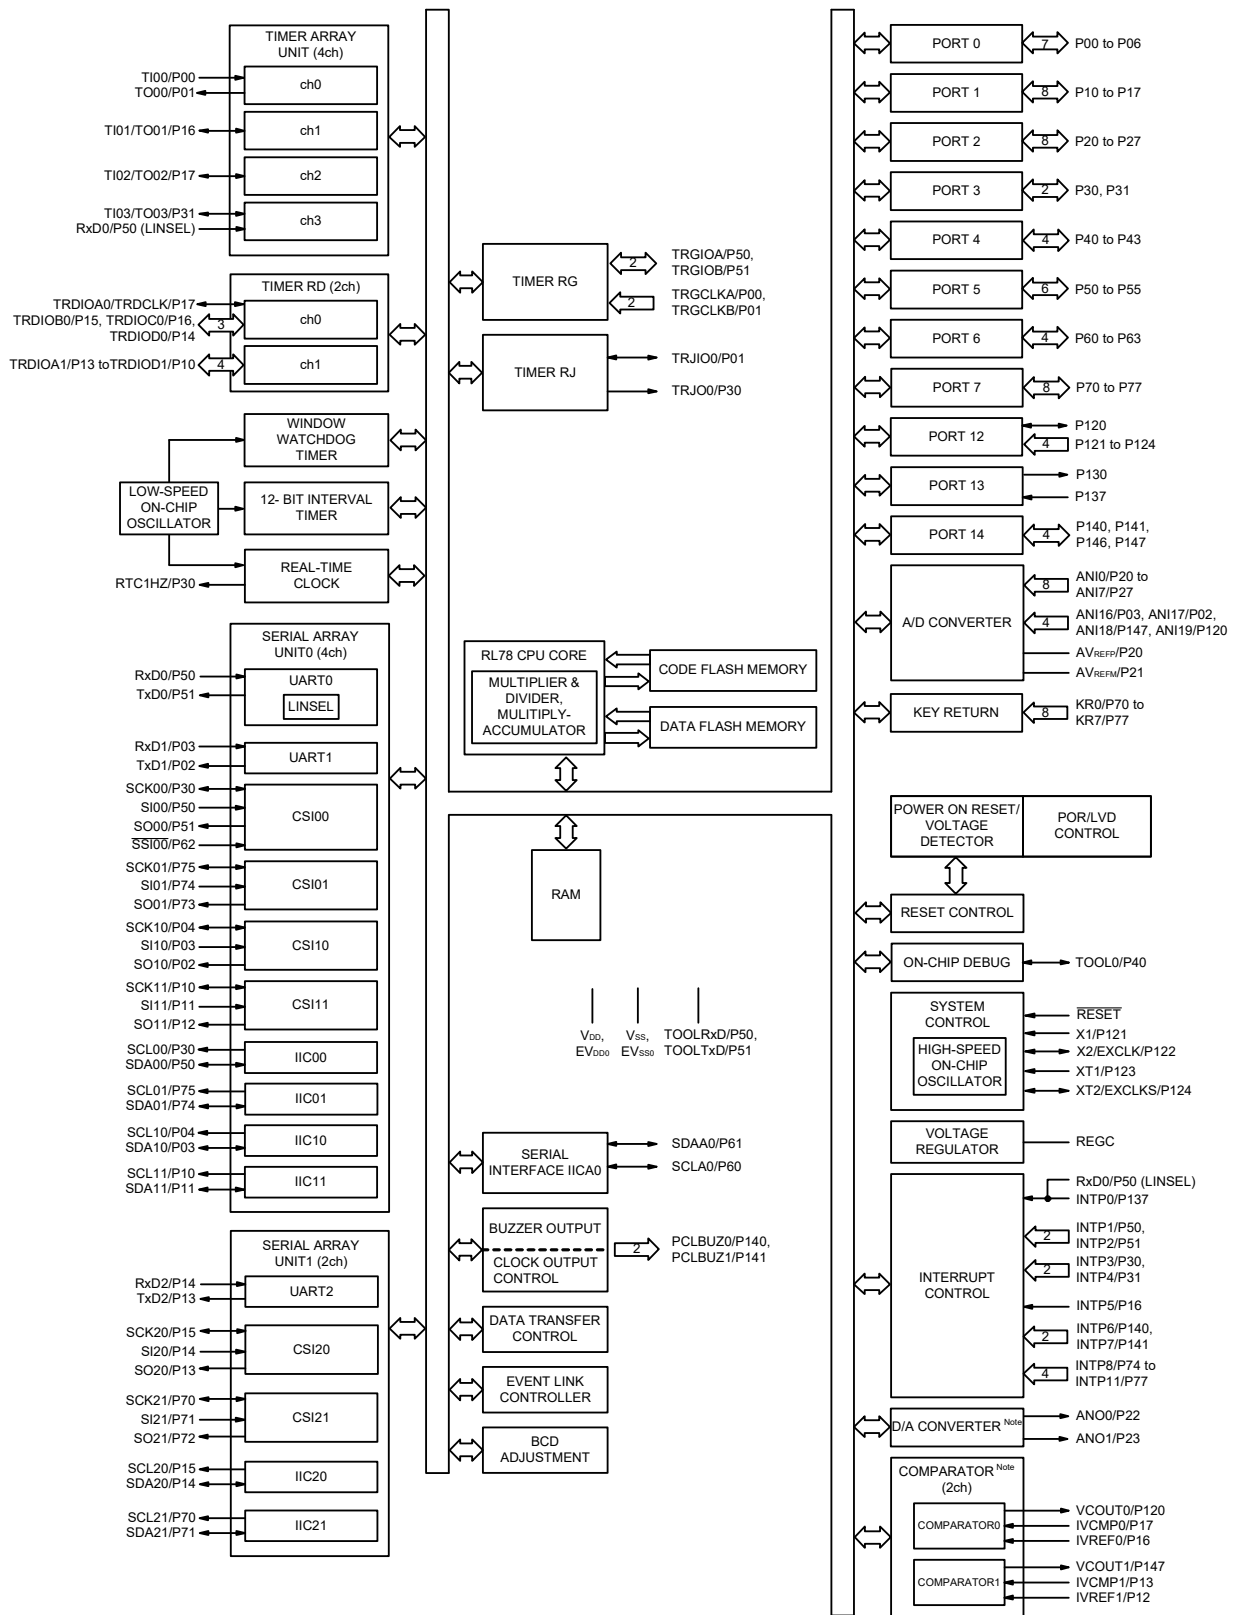 TIMER ARRAY
UNIT (4ch)
TI00/P00
TO00/P01
ch0
TI01/TO01/P16
ch1
TI02/TO02/P17
ch2
TI03/TO03/P31
RxD0/P50 (LINSEL)
ch3
TIMER RD (2ch)
TRDIOA0/TRDCLK/P17
TRDIOB0/P15, TRDIOC0/P16,
TRDIOD0/P14
3
ch0
TRDIOA1/P13 toTRDIOD1/P10
4
ch1
WINDOW
WATCHDOG
TIMER
LOW-SPEED
ON-CHIP
OSCILLATOR
12- BIT INTERVAL
TIMER
REAL-TIME
CLOCK
RTC1HZ/P30
SERIAL ARRAY
UNIT0 (4ch)
RxD0/P50
TxD0/P51
UART0
LINSEL
RxD1/P03
TxD1/P02
UART1
SCK00/P30
SI00/P50
SO00/P51
SSI00/P62
CSI00
SCK01/P75
SI01/P74
SO01/P73
CSI01
SCK10/P04
SI10/P03
SO10/P02
CSI10
SCK11/P10
SI11/P11
SO11/P12
CSI11
SCL00/P30
SDA00/P50
IIC00
SCL01/P75
SDA01/P74
IIC01
SCL10/P04
SDA10/P03
IIC10
SCL11/P10
SDA11/P11
IIC11
SERIAL ARRAY
UNIT1 (2ch)
RxD2/P14
TxD2/P13
UART2
SCK20/P15
SI20/P14
SO20/P13
CSI20
SCK21/P70
SI21/P71
SO21/P72
CSI21
SCL20/P15
SDA20/P14
IIC20
SCL21/P70
SDA21/P71
IIC21
TIMER RG
2
TRGIOA/P50,
TRGIOB/P51
2
TRGCLKA/P00,
TRGCLKB/P01
TIMER RJ
TRJIO0/P01
TRJO0/P30
RL78 CPU CORE
MULTIPLIER &
DIVIDER,
MULITIPLY-
ACCUMULATOR
CODE FLASH MEMORY
DATA FLASH MEMORY
RAM
VDD,
EVDD0
VSS,
EVSS0
TOOLRxD/P50,
TOOLTxD/P51
SERIAL
INTERFACE IICA0
SDAA0/P61
SCLA0/P60
BUZZER OUTPUT
CLOCK OUTPUT
CONTROL
2
PCLBUZ0/P140,
PCLBUZ1/P141
DATA TRANSFER
CONTROL
EVENT LINK
CONTROLLER
BCD
ADJUSTMENT
PORT 0
7
P00 to P06
PORT 1
8
P10 to P17
PORT 2
8
P20 to P27
PORT 3
2
P30, P31
PORT 4
4
P40 to P43
PORT 5
6
P50 to P55
PORT 6
4
P60 to P63
PORT 7
8
P70 to P77
PORT 12
P120
4
P121 to P124
PORT 13
P130
P137
PORT 14
4
P140, P141,
P146, P147
A/D CONVERTER
8
ANI0/P20 to
ANI7/P27
4
ANI16/P03, ANI17/P02,
ANI18/P147, ANI19/P120
AVREFP/P20
AVREFM/P21
KEY RETURN
8
KR0/P70 to
KR7/P77
POWER ON RESET/
VOLTAGE
DETECTOR
POR/LVD
CONTROL
RESET CONTROL
ON-CHIP DEBUG
TOOL0/P40
SYSTEM
CONTROL
HIGH-SPEED
ON-CHIP
OSCILLATOR
RESET
X1/P121
X2/EXCLK/P122
XT1/P123
XT2/EXCLKS/P124
VOLTAGE
REGULATOR
REGC
INTERRUPT
CONTROL
RxD0/P50 (LINSEL)
INTP0/P137
2
INTP1/P50,
INTP2/P51
2
INTP3/P30,
INTP4/P31
INTP5/P16
2
INTP6/P140,
INTP7/P141
4
INTP8/P74 to
INTP11/P77
D/A CONVERTER Note
ANO0/P22
ANO1/P23
COMPARATOR Note
(2ch)
COMPARATOR0
VCOUT0/P120
IVCMP0/P17
IVREF0/P16
COMPARATOR1
VCOUT1/P147
IVCMP1/P13
IVREF1/P12